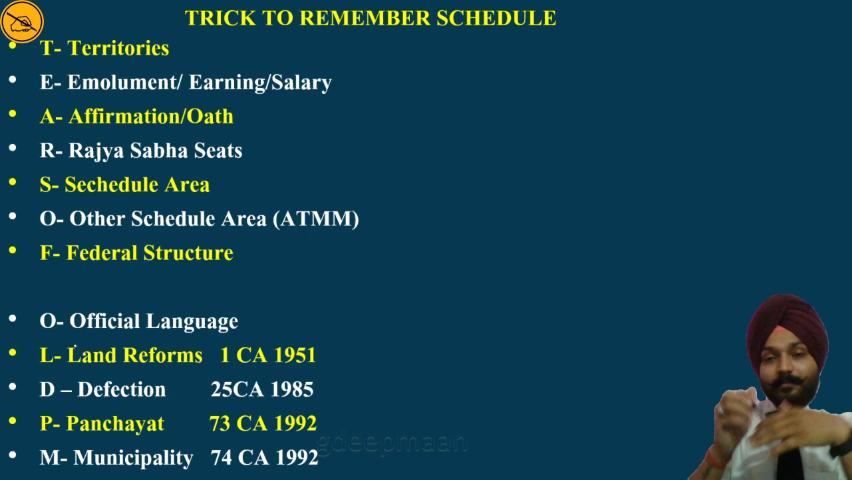 TRICK TO REMEMBER SCHEDULE
• T- Territories
• E- Emolument/ Earning/Salary
• A- Affirmation/Oath
• R- Rajya Sabha Seats
• S- Sechedule Area
• O- Other Schedule Area (ATMM)
• F- Federal Structure
• O- Official Language
• L- Land Reforms 1 CA 1951
• D – Defection 25CA 1985
• P- Panchayat 73 CA 1992
• M- Municipality 74 CA 1992
gdeepmaan